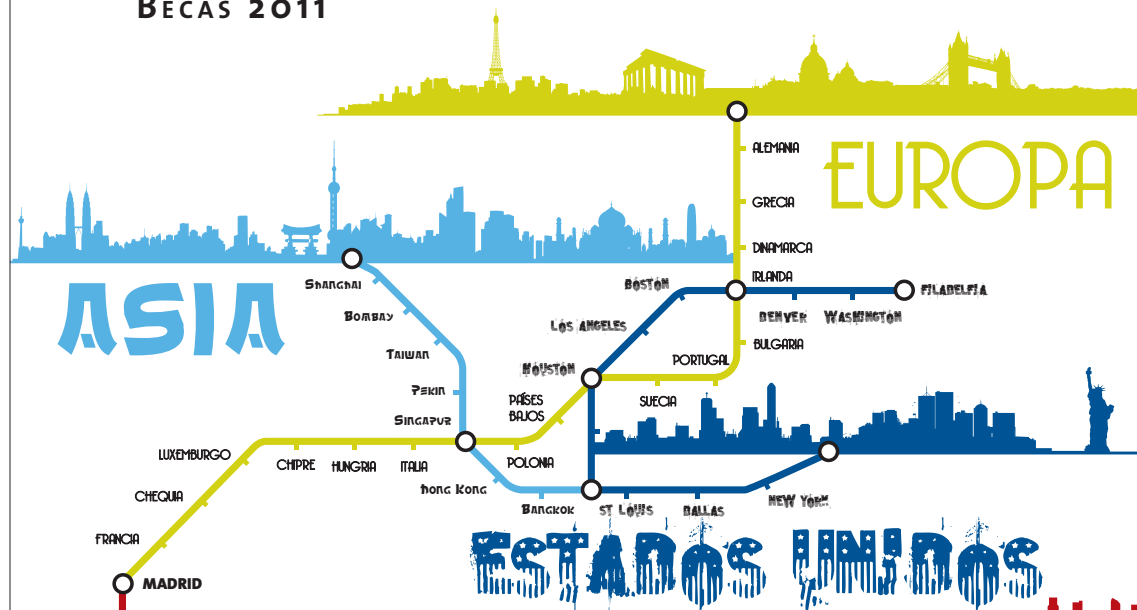 BECAS 2011
ALEMANIA
EUROPA
GRECIA
DINAMARCA
IRLANDA
SHANGHAI
BOSTON
FILADELFIA
ASIA
BOMBAY
LOS ANGELES
DENVER
WASHINGTON
BULGARIA
TAIWAN
HOUSTON
PORTUGAL
PEKIN
PAÍSES
BAJOS
SUECIA
SINGAPUR
LUXEMBURGO
CHIPRE
HUNGRIA
ITALIA
POLONIA
HONG KONG
CHEQUIA
BANGKOK
ST LOUIS
DALLAS
NEW YORK
FRANCIA
ESTADOS UNIDOS
MADRID